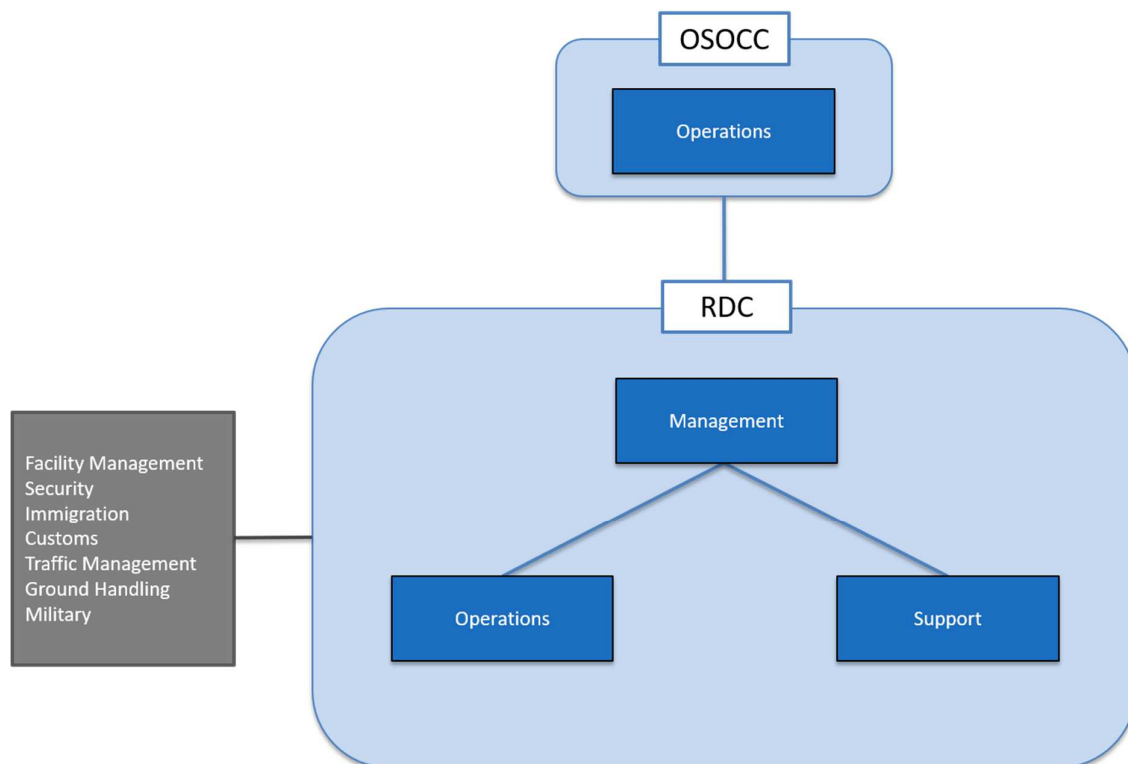 OSOCC
Operations
RDC
Management
Facility Management
Security
Immigration
Customs
Traffic Management
Ground Handling
Military
Operations
Support